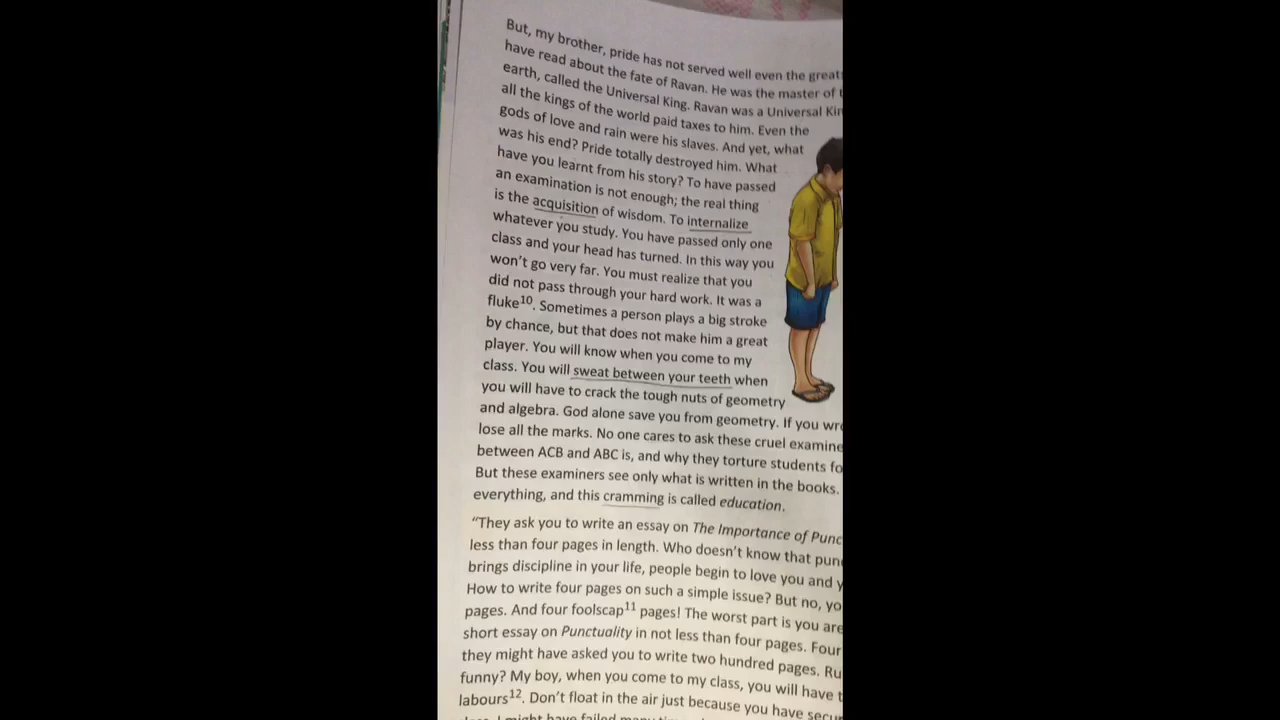 But, my brother, pride has not served well even the great
have read about the fate of Ravan. He was the master of
earth, called the Universal King. Ravan was a Universal
all the kings of the world paid taxes to him. Even the
gods of love and rain were his slaves. And yet, what
was his end? Pride totally destroyed him. What
have you learnt from his story? To have passed
an examination is not enough; the real thing
is the acquisition of wisdom. To internalize
whatever you study. You have passed only one
class and your head has turned. In this way you
won't go very far. You must realize that you
did not pass through your hard work. It was a
fluke10. Sometimes a person plays a big stroke
by chance, but that does not make him a great
player. You will know when you come to my
class. You will sweat between your teeth when
you will have to crack the tough nuts of geometry
and algebra. God alone save you from geometry. If you
lose all the marks. No one cares to ask these cruel
between ACB and ABC is, and why they torture students
But these examiners see only what is written in the books.
everything, and this cramming is called education.
"They ask you to write an essay on The Importance of
less than four pages in length. Who doesn't know that
brings discipline in your life, people begin to love you and
How to write four pages on such a simple issue? But no,
pages. And four foolscap11 pages! The worst part is you are
short essay on Punctuality in not less than four pages. Four
they might have asked you to write two hundred pages.
funny? My boy, when you come to my class, you will have
labours12. Don't float in the air just because you have
I might have failed many